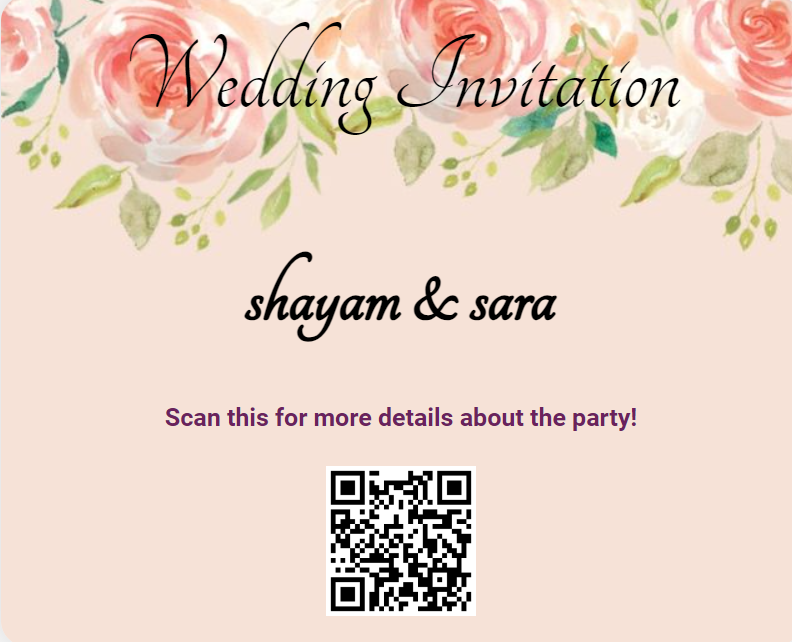 Wedding Invitation
shayam & sara
Scan this for more details about the party!